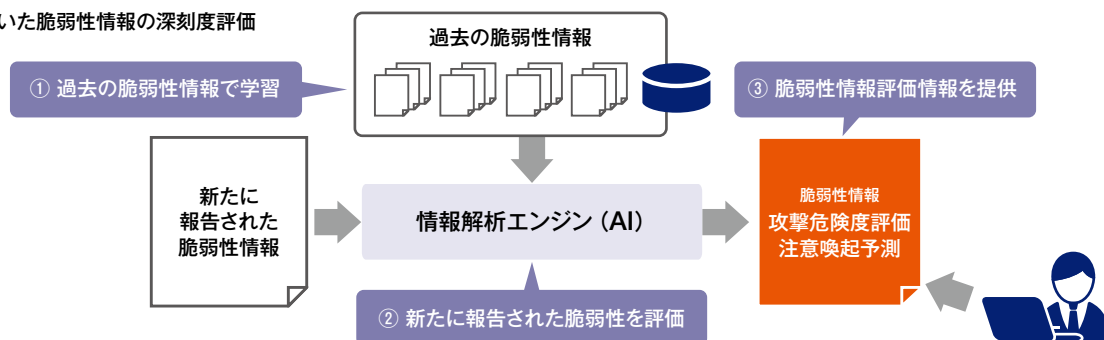 いた脆弱性情報の深刻度評価
過去の脆弱性情報
① 過去の脆弱性情報で学習
③ 脆弱性情報評価情報を提供
新たに
報告された
脆弱性情報
情報解析エンジン（AI）
脆弱性情報
攻撃危険度評価
注意喚起予測
② 新たに報告された脆弱性を評価